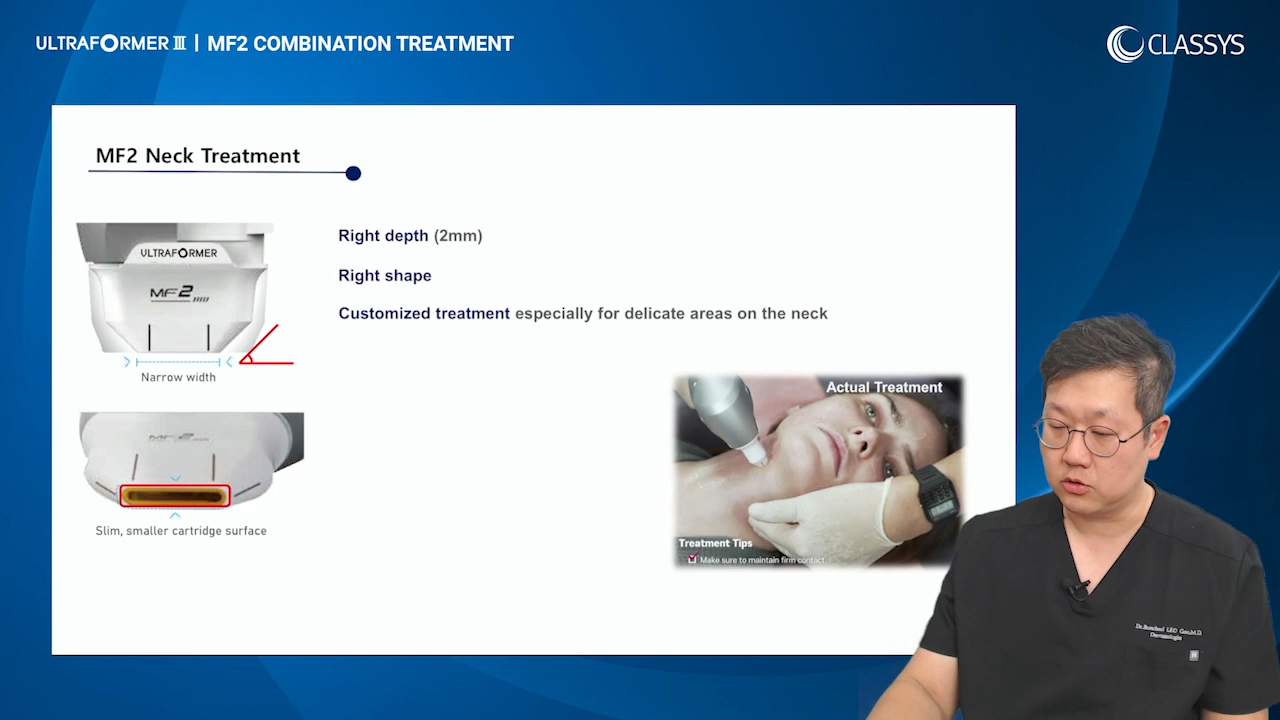 ULTRAFORMER III | MF2 COMBINATION TREATMENT
CLASSYS
MF2 Neck Treatment
ULTRAFORMER
MF2
Narrow width
MF2
Slim, smaller cartridge surface
Right depth (2mm)
Right shape
Customized treatment especially for delicate areas on the neck
Actual Treatment
Treatment Tips
Make sure to maintain firm contact
Dermatologist